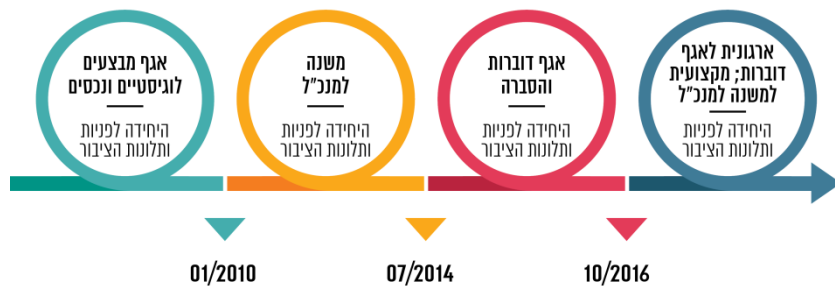 אגף מבצעים
לוגיסטיים ונכסים
היחידה לפניות
ותלונות הציבור
משנה
למנכ"ל
היחידה לפניות
ותלונות הציבור
אגף דוברות
והסברה
היחידה לפניות
ותלונות הציבור
ארגונית לאגף
דוברות; מקצועית
למשנה למנכ"ל
היחידה לפניות
ותלונות הציבור
01/2010
07/2014
10/2016